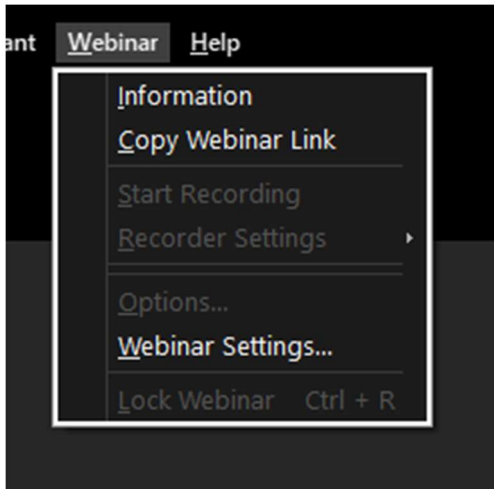 ant Webinar Help
Information
Copy Webinar Link
Start Recording
Recorder Settings
Options...
Webinar Settings...
Lock Webinar Ctrl + R